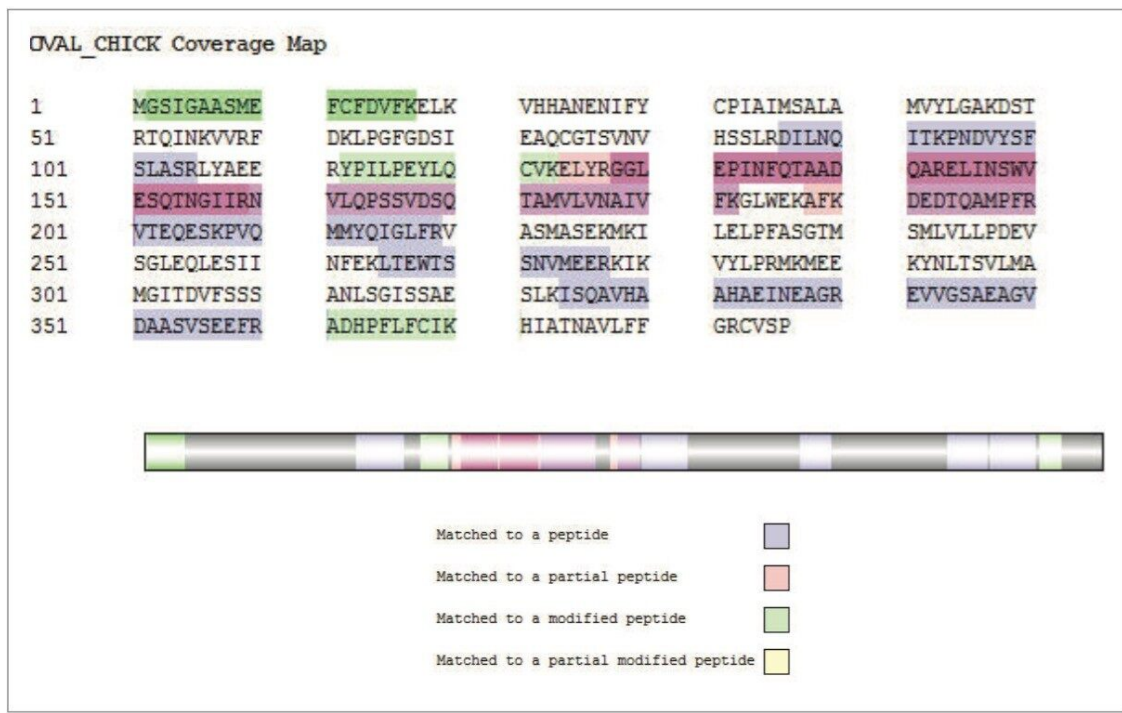 OVAL_CHICK Coverage Map
1 MGSIGAASME FCFDVFKELK VHHANENIFY CPIAIMSALA MVYLGAKDST
51 RTQINKVVRF DKLPGFGDSI EAQCGTSVNV HSSLRDILNQ ITKPNDVYSF
101 SLASRLYAEE RYPILPEYLQ CVKELYRGGL EPINFQTAAD QARELINSWV
151 ESQTNGIIRN VLQPSSVDSQ TAMVLVNAIV FKGLWEKAFK DEDTQAMPFR
201 VTEQESKPVQ MMYQIGLFRV ASMASEKMKI LELPFASGTM SMLVLLPDEV
251 SGLEQLESII NFEKLTEWTS SNVMEERKIK VYLPRMKMEE KYNLTSVLMA
301 MGITDVFSSS ANLSGISSAE SLKISQAVHA AHAEINEAGR EVVGSAEAGV
351 DAASVSEEFR ADHPFLFCIK HIATNAVLFF GRCVSP
Matched to a peptide
Matched to a partial peptide
Matched to a modified peptide
Matched to a partial modified peptide